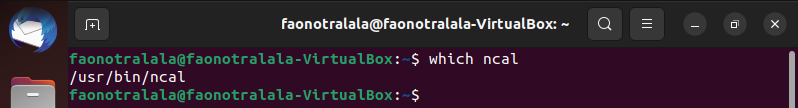 faonotralala@faonotralala-VirtualBox: ~
faonotralala@faonotralala-VirtualBox:~$ which ncal
/usr/bin/ncal
faonotralala@faonotralala-VirtualBox:~$